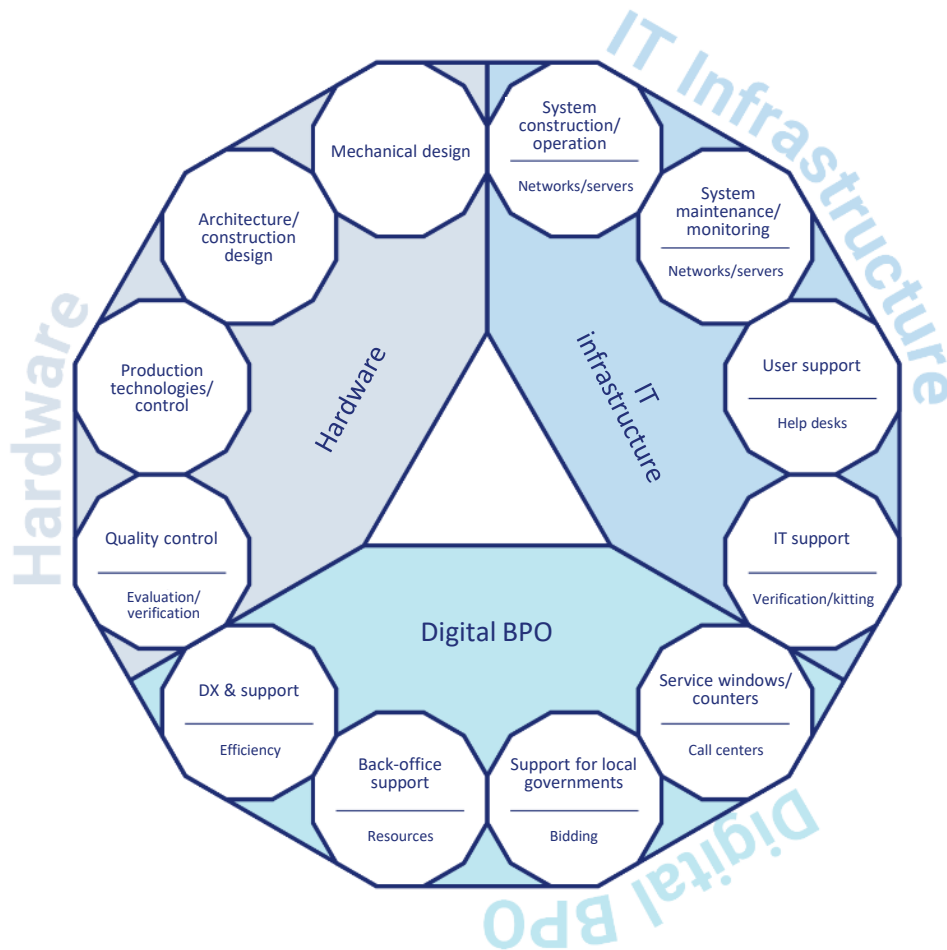 IT Infrastructure
Mechanical design
System
construction/
operation
Networks/servers
Architecture/
construction
design
System
maintenance/
monitoring
Networks/servers
Hardware
Production
technologies/
control
Hardware
IT
infrastructure
User support
Help desks
Quality control
Evaluation/
verification
IT support
Verification/kitting
Digital BPO
DX & support
Efficiency
Service windows/
counters
Call centers
Back-office
support
Resources
Support for local
governments
Bidding
Digital BPO